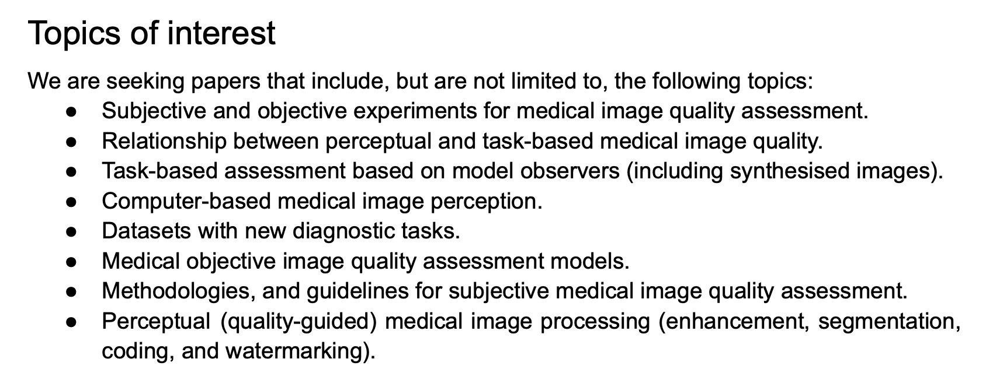 Topics of interest
We are seeking papers that include, but are not limited to, the following topics:
● Subjective and objective experiments for medical image quality assessment.
● Relationship between perceptual and task-based medical image quality.
● Task-based assessment based on model observers (including synthesised images).
● Computer-based medical image perception.
● Datasets with new diagnostic tasks.
● Medical objective image quality assessment models.
● Methodologies, and guidelines for subjective medical image quality assessment.
● Perceptual (quality-guided) medical image processing (enhancement, segmentation,
coding, and watermarking).